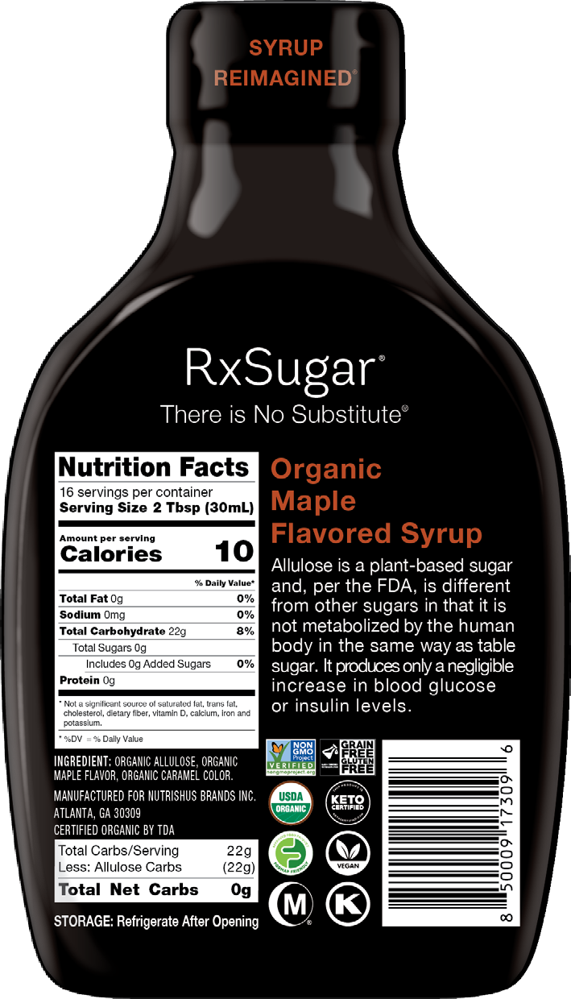 SYRUP
REIMAGINED®
RxSugar®
There is No Substitute®
Nutrition Facts
16 servings per container
Serving Size 2 Tbsp (30mL)
Amount per serving
Calories 10
% Daily Value*
Total Fat 0g 0%
Sodium 0mg 0%
Total Carbohydrate 22g 8%
Total Sugars 0g
Includes 0g Added Sugars 0%
Protein 0g
* Not a significant source of saturated fat, trans fat,
cholesterol, dietary fiber, vitamin D, calcium, iron and
potassium.
* %DV = % Daily Value
INGREDIENT: ORGANIC ALLULOSE, ORGANIC
MAPLE FLAVOR, ORGANIC CARAMEL COLOR.
MANUFACTURED FOR NUTRISHUS BRANDS INC.
ATLANTA, GA 30309
CERTIFIED ORGANIC BY TDA
Total Carbs/Serving 22g
Less: Allulose Carbs (22g)
Total Net Carbs 0g
STORAGE: Refrigerate After Opening
Organic
Maple
Flavored Syrup
Allulose is a plant-based sugar
and, per the FDA, is different
from other sugars in that it is
not metabolized by the human
body in the same way as table
sugar. It produces only a negligible
increase in blood glucose
or insulin levels.
NON
GMO
Project
VERIFIED
nongmoproject.org
GRAIN
FREE
GLUTEN
FREE
USDA
ORGANIC
KETO
CERTIFIED
FODMAP FRIENDLY
VEGAN
M®
K
8 50009 17309 6